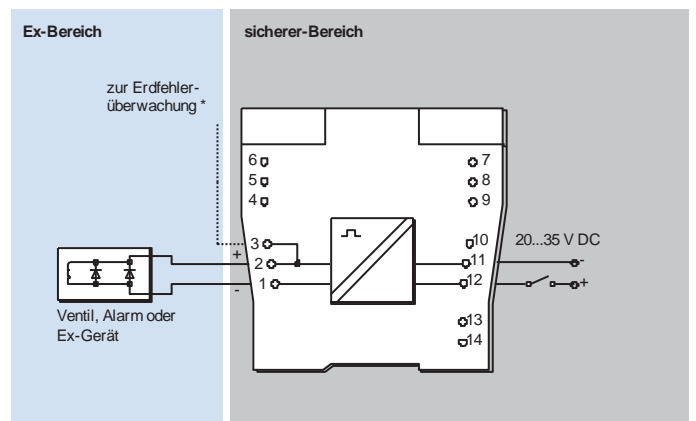 Ex-Bereich
sicherer-Bereich
zur Erdfehler-
überwachung *
6
5
4
3
+
2
1
-
7
8
9
10
20...35 V DC
11
-
12
+
13
14
Ventil, Alarm oder
Ex-Gerät